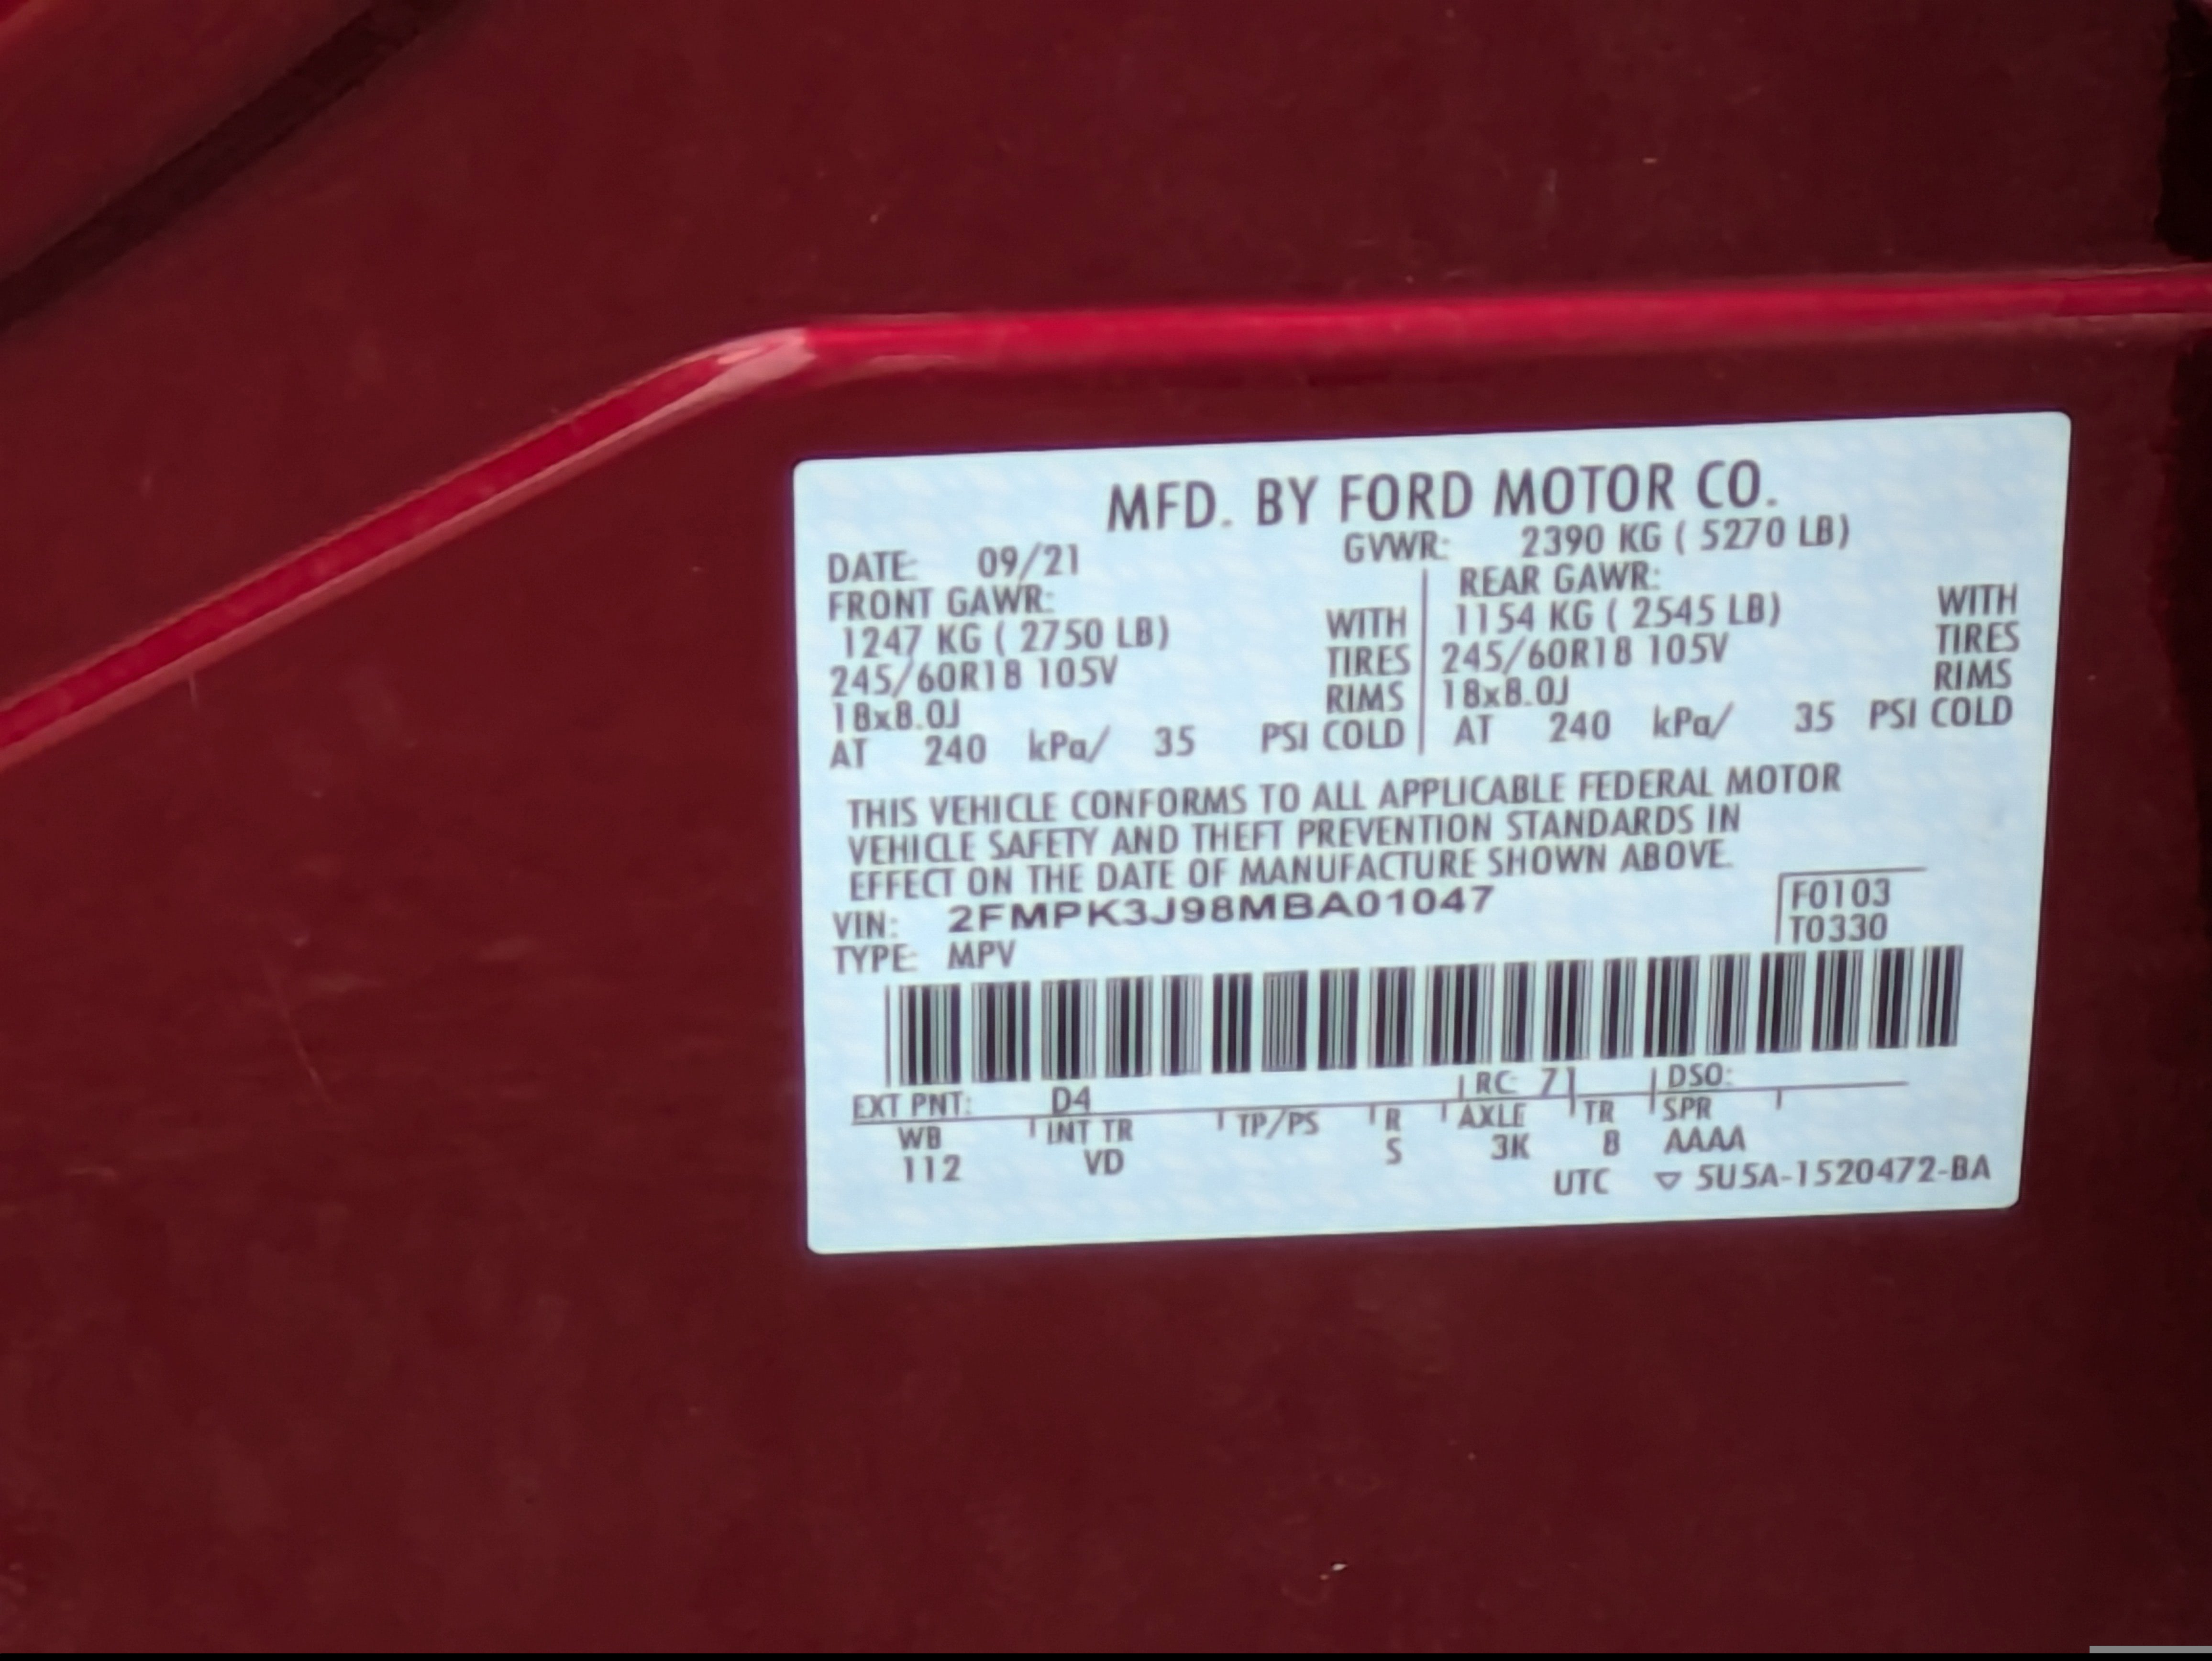 MFD. BY FORD MOTOR CO.
DATE: 09/21 GVWR: 2390 KG ( 5270 LB)
FRONT GAWR: REAR GAWR:
1247 KG ( 2750 LB) WITH 1154 KG ( 2545 LB) WITH
245/60R18 105V TIRES 245/60R18 105V TIRES
18x8.0J RIMS 18x8.0J RIMS
AT 240 kPa/ 35 PSI COLD AT 240 kPa/ 35 PSI COLD
THIS VEHICLE CONFORMS TO ALL APPLICABLE FEDERAL MOTOR
VEHICLE SAFETY AND THEFT PREVENTION STANDARDS IN
EFFECT ON THE DATE OF MANUFACTURE SHOWN ABOVE.
VIN: 2FMPK3J98MBA01047 F0103
TYPE: MPV T0330
EXT PNT: D4 RC: 71 DSO:
WB INT TR TP/PS R AXLE TR SPR
112 VD S 3K 8 AAAA
UTC ▽ 5U5A-1520472-BA